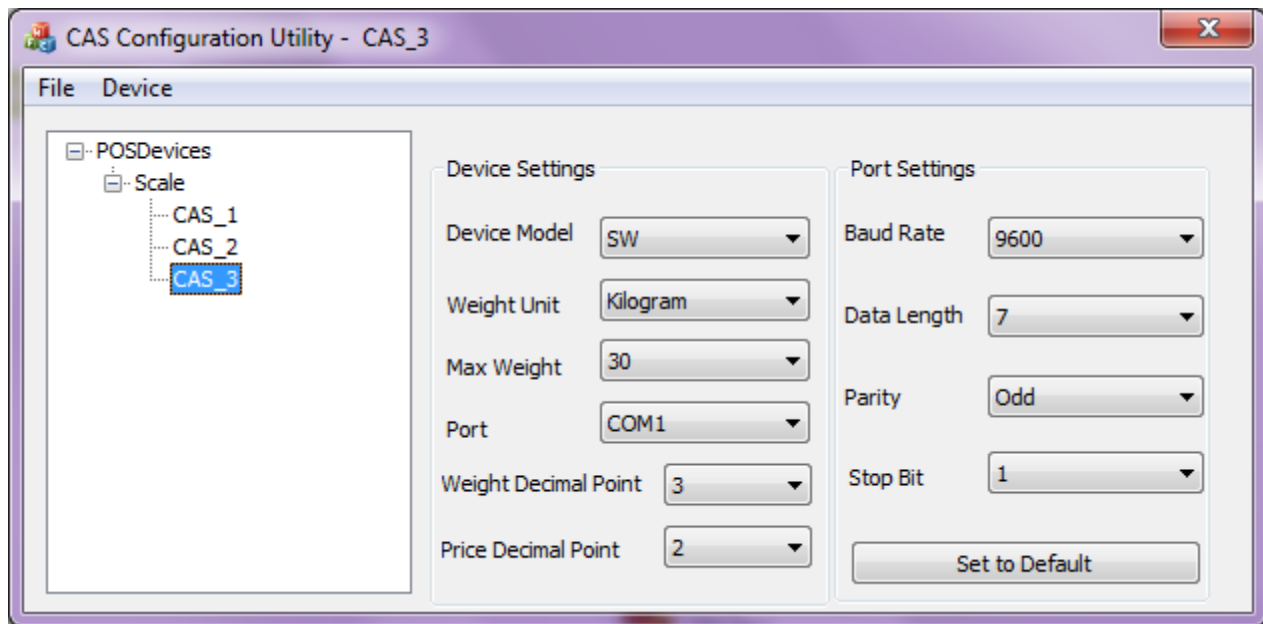 CAS Configuration Utility - CAS_3
File Device
POSDevices
Scale
CAS_1
CAS_2
CAS_3
Device Settings
Device Model SW
Weight Unit Kilogram
Max Weight 30
Port COM1
Weight Decimal Point 3
Price Decimal Point 2
Port Settings
Baud Rate 9600
Data Length 7
Parity Odd
Stop Bit 1
Set to Default